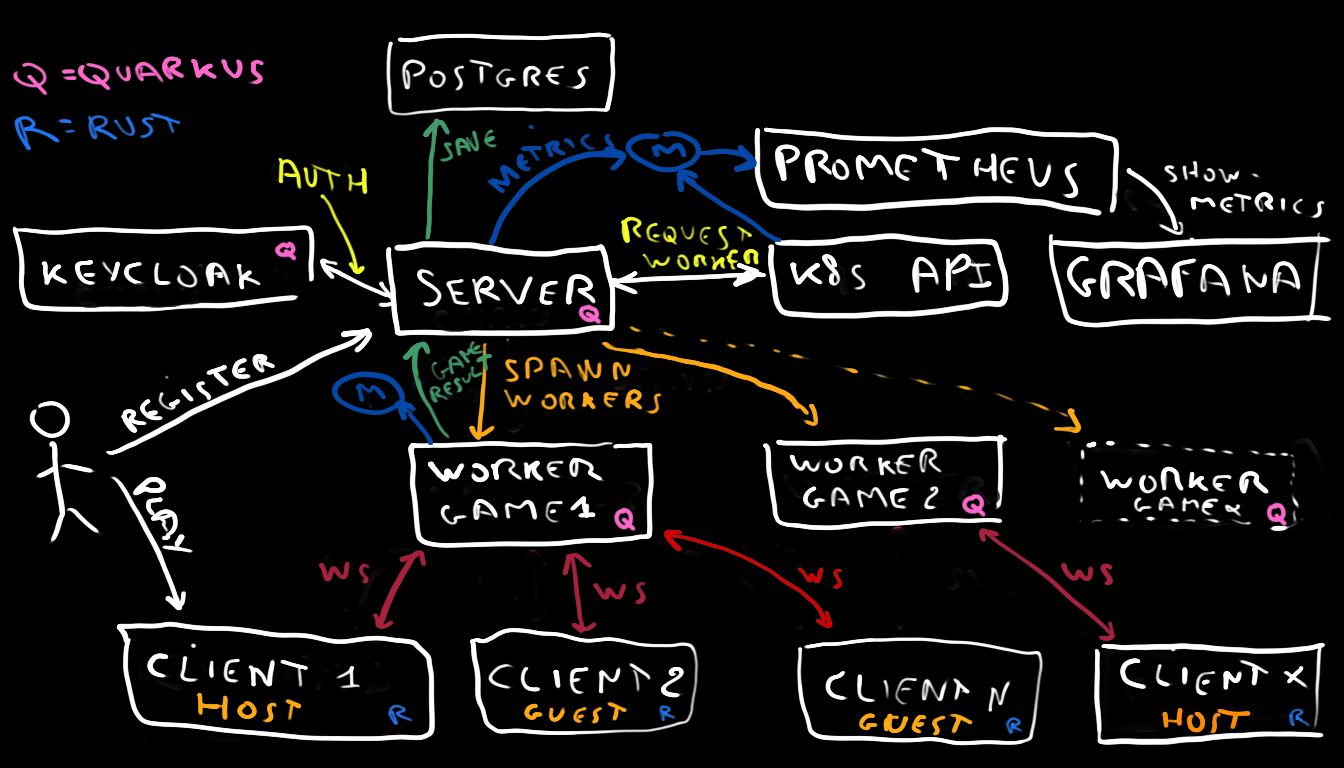 Q = QUARKUS
R = RUST
POSTGRES
SAVE
METRICS
M
PROMETHEUS
SHOW-
METRICS
AUTH
KEYCLOAK Q
SERVER
Q
REQUEST
WORKER
K8S API
GRAFANA
REGISTER
PLAY
M
GAME
RESULT
SPAWN
WORKERS
WORKER
GAME 1 Q
WORKER
GAME 2 Q
WORKER
GAME x Q
WS
WS
WS
WS
CLIENT 1
HOST R
CLIENT 2
GUEST R
CLIENT N
GUEST R
CLIENT X
HOST R